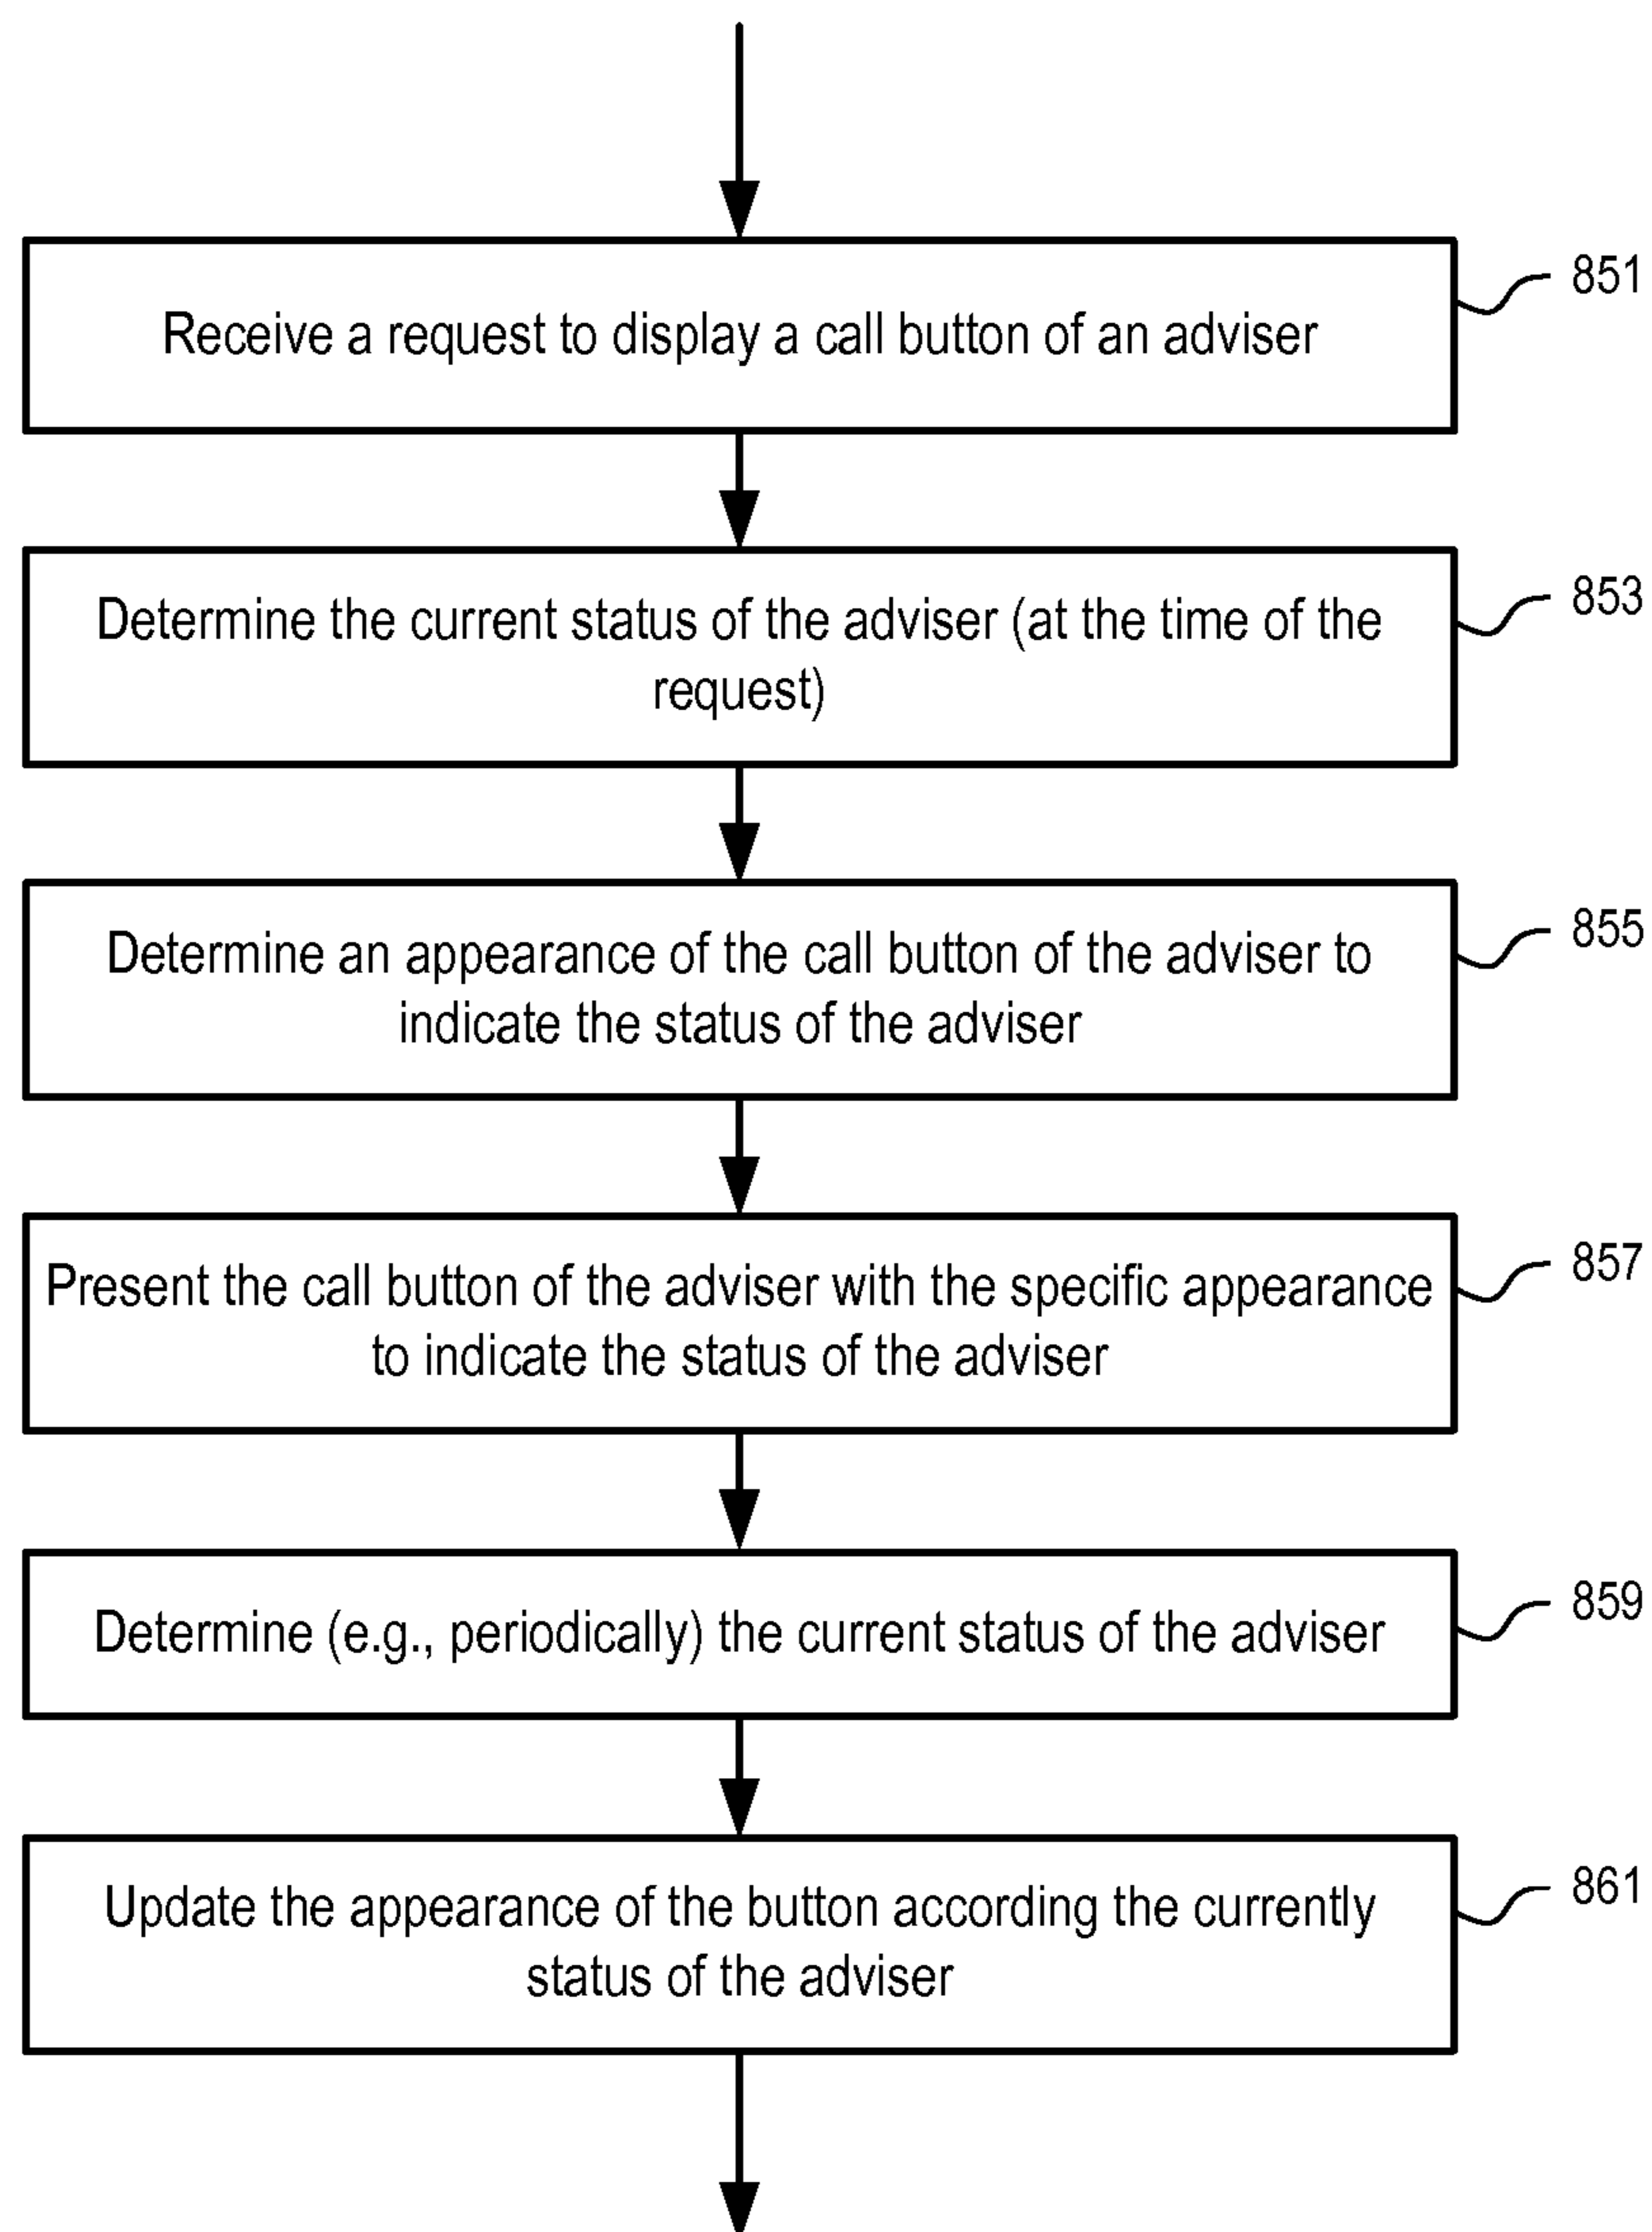 Receive a request to display a call button of an adviser
851
Determine the current status of the adviser (at the time of the
request)
853
Determine an appearance of the call button of the adviser to
indicate the status of the adviser
855
Present the call button of the adviser with the specific appearance
to indicate the status of the adviser
857
Determine (e.g., periodically) the current status of the adviser
859
Update the appearance of the button according the currently
status of the adviser
861